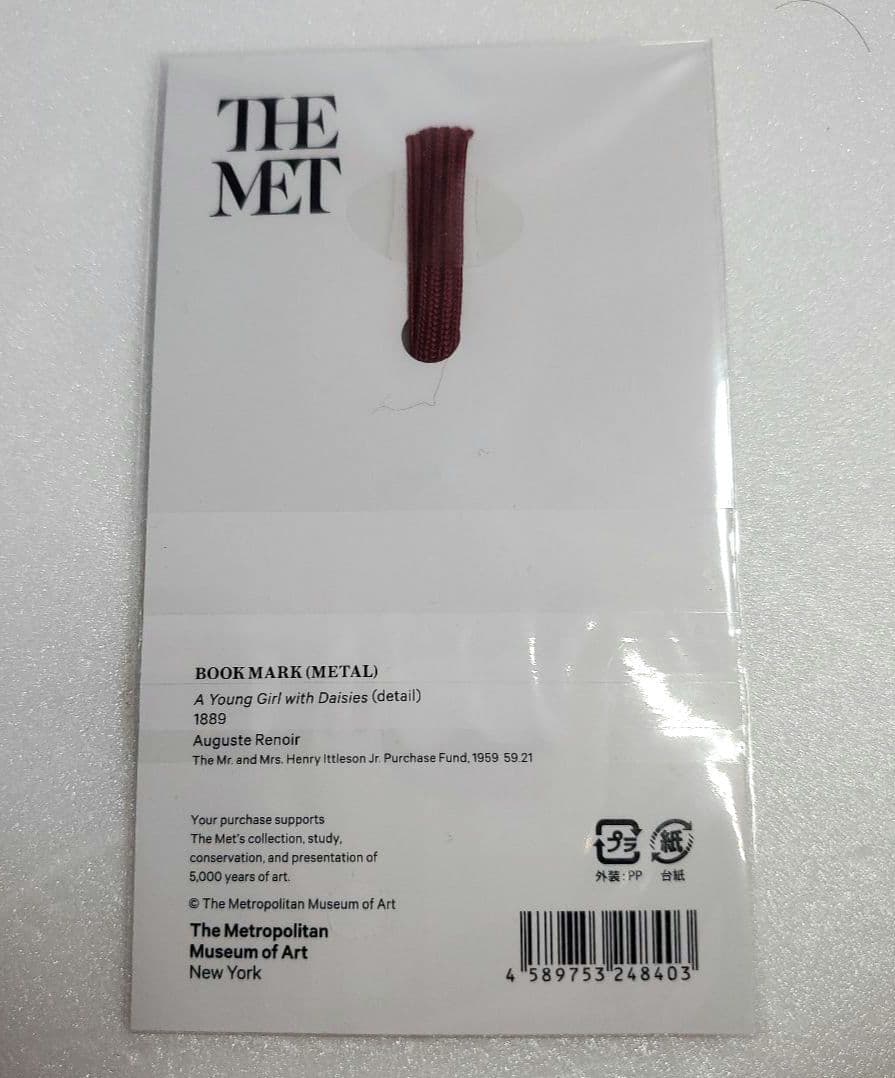 THE
MET
BOOK MARK (METAL)
A Young Girl with Daisies (detail)
1889
Auguste Renoir
The Mr. and Mrs. Henry Ittleson Jr. Purchase Fund, 1959 59.21
Your purchase supports
The Met's collection, study,
conservation, and presentation of
5,000 years of art.
© The Metropolitan Museum of Art
The Metropolitan
Museum of Art
New York
プラ 紙
外装:PP 台紙
4 589753 248403